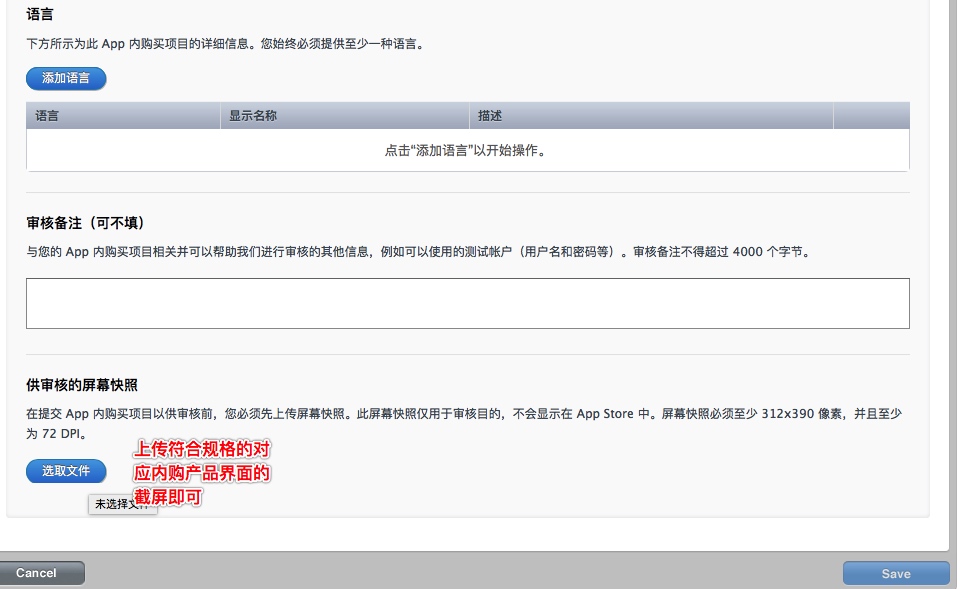 语言
下方所示为此 App 内购买项目的详细信息。您始终必须提供至少一种语言。
添加语言
语言 显示名称 描述
点击“添加语言”以开始操作。
审核备注（可不填）
与您的 App 内购买项目相关并可以帮助我们进行审核的其他信息，例如可以使用的测试帐户（用户名和密码等）。审核备注不得超过 4000 个字节。
供审核的屏幕快照
在提交 App 内购买项目以供审核前，您必须先上传屏幕快照。此屏幕快照仅用于审核目的，不会显示在 App Store 中。屏幕快照必须至少 312x390 像素，并且至少
为 72 DPI。
上传符合规格的对
应内购产品界面的
截屏即可
选取文件
未选择文件
Cancel Save